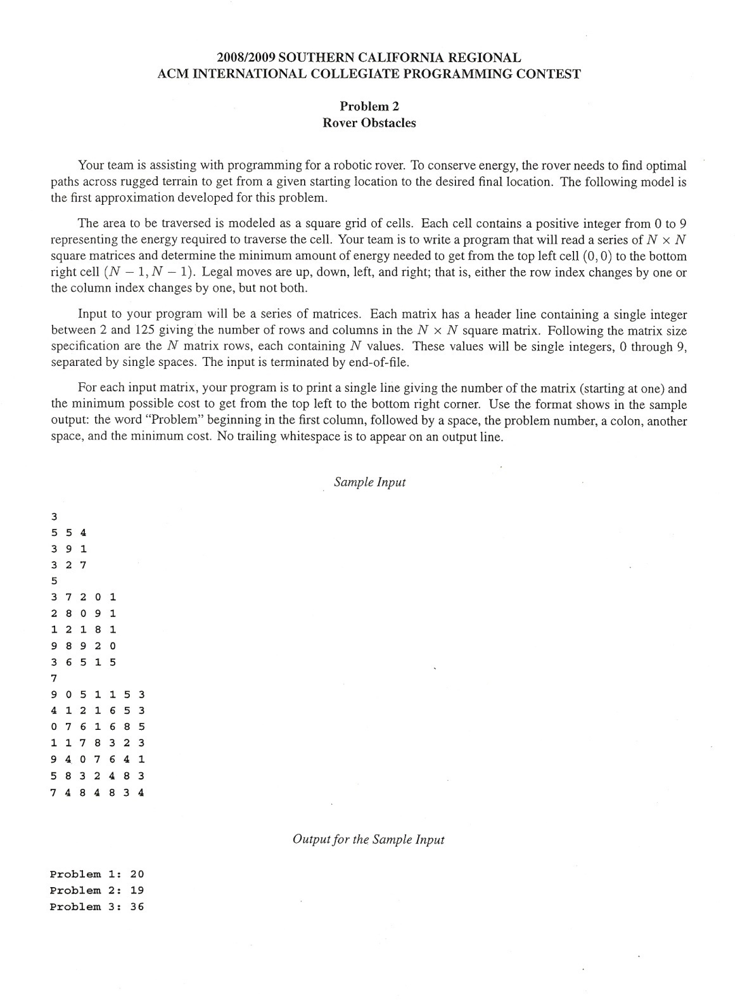 2008/2009 SOUTHERN CALIFORNIA REGIONAL
ACM INTERNATIONAL COLLEGIATE PROGRAMMING CONTEST
Problem 2
Rover Obstacles
Your team is assisting with programming for a robotic rover. To conserve energy, the rover needs to find optimal
paths across rugged terrain to get from a given starting location to the desired final location. The following model is
the first approximation developed for this problem.
The area to be traversed is modeled as a square grid of cells. Each cell contains a positive integer from 0 to 9
representing the energy required to traverse the cell. Your team is to write a program that will read a series of N × N
square matrices and determine the minimum amount of energy needed to get from the top left cell (0, 0) to the bottom
right cell (N − 1, N − 1). Legal moves are up, down, left, and right; that is, either the row index changes by one or
the column index changes by one, but not both.
Input to your program will be a series of matrices. Each matrix has a header line containing a single integer
between 2 and 125 giving the number of rows and columns in the N × N square matrix. Following the matrix size
specification are the N matrix rows, each containing N values. These values will be single integers, 0 through 9,
separated by single spaces. The input is terminated by end-of-file.
For each input matrix, your program is to print a single line giving the number of the matrix (starting at one) and
the minimum possible cost to get from the top left to the bottom right corner. Use the format shows in the sample
output: the word “Problem” beginning in the first column, followed by a space, the problem number, a colon, another
space, and the minimum cost. No trailing whitespace is to appear on an output line.
Sample Input
3
5 5 4
3 9 1
3 2 7
5
3 7 2 0 1
2 8 0 9 1
1 2 1 8 1
9 8 9 2 0
3 6 5 1 5
7
9 0 5 1 1 5 3
4 1 2 1 6 5 3
0 7 6 1 6 8 5
1 1 7 8 3 2 3
9 4 0 7 6 4 1
5 8 3 2 4 8 3
7 4 8 4 8 3 4
Output for the Sample Input
Problem 1: 20
Problem 2: 19
Problem 3: 36